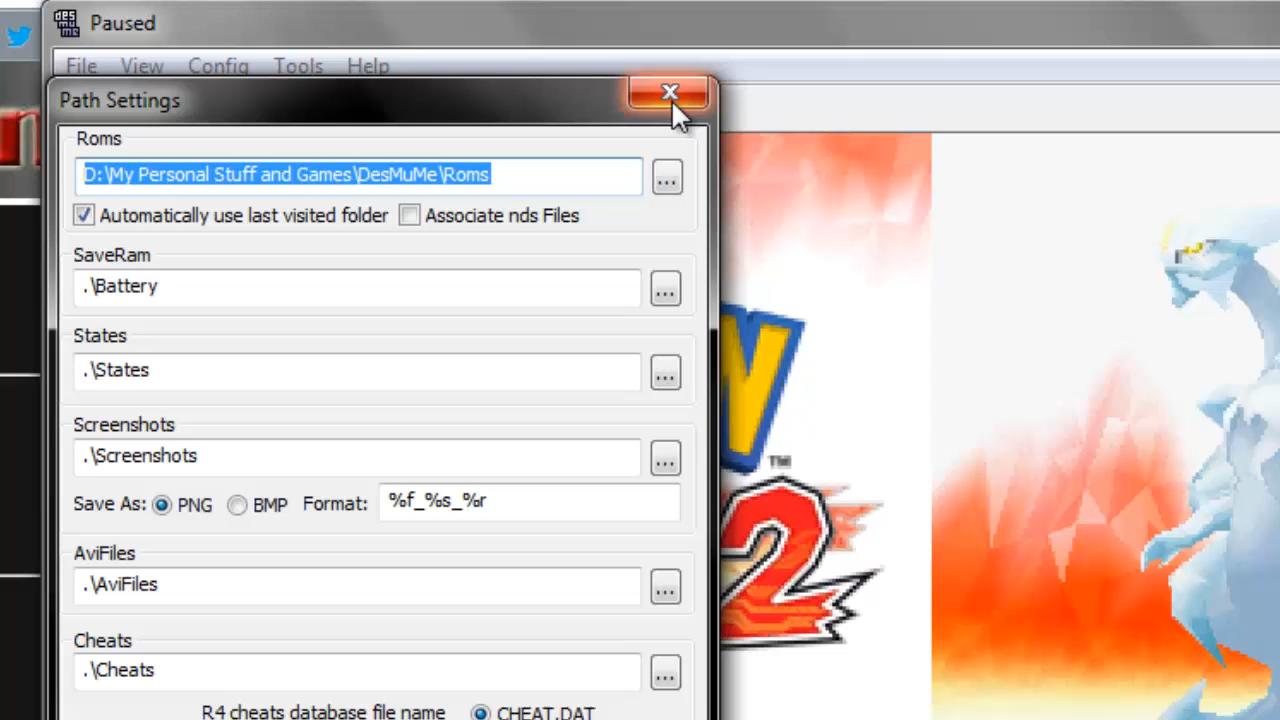 DeSmuME
Paused
File View Config Tools Help
Path Settings
x
Roms
D:\My Personal Stuff and Games\DesMuMe\Roms
...
Automatically use last visited folder
Associate nds Files
SaveRam
.\Battery
...
States
.\States
...
Screenshots
.\Screenshots
...
Save As: PNG BMP Format: %f_%s_%r
AviFiles
.\AviFiles
...
Cheats
.\Cheats
...
R4 cheats database file name CHEAT.DAT
N
TM
2
n